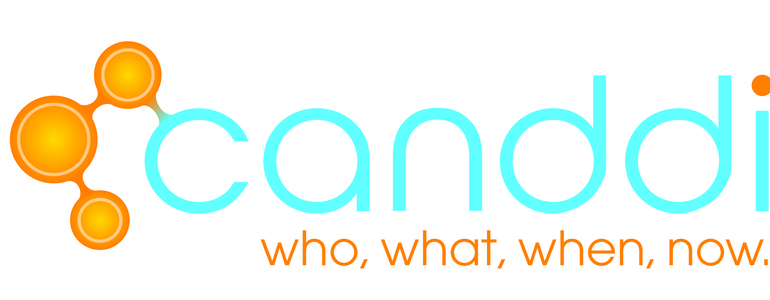 canddi
who, what, when, now.